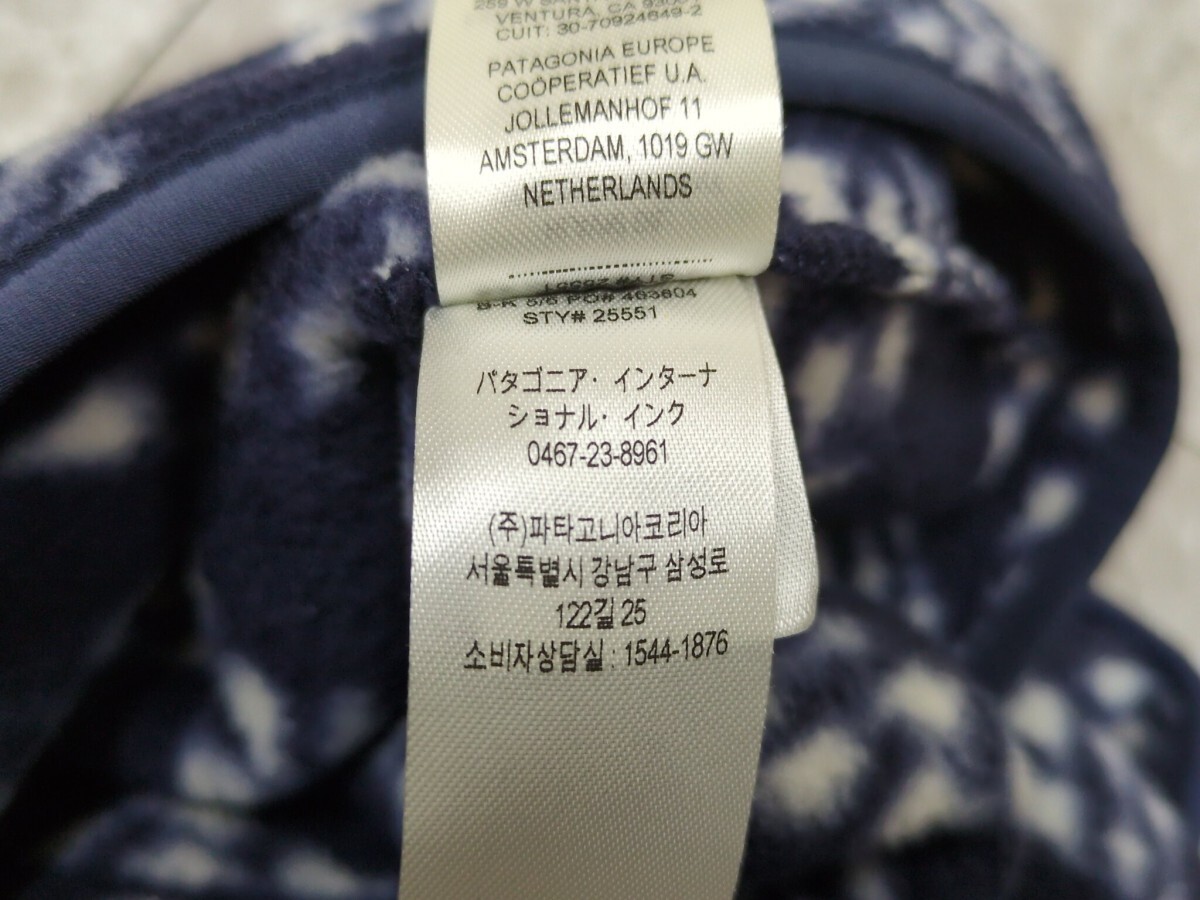 VENTURA, CA
CUIT: 30-70924849-2
PATAGONIA EUROPE
COÖPERATIEF U.A.
JOLLEMANHOF 11
AMSTERDAM, 1019 GW
NETHERLANDS
PO# 463604
STY# 25551
パタゴニア・インターナ
ショナル・インク
0467-23-8961
(주)파타고니아코리아
서울특별시 강남구 삼성로
122길 25
소비자상담실 : 1544-1876